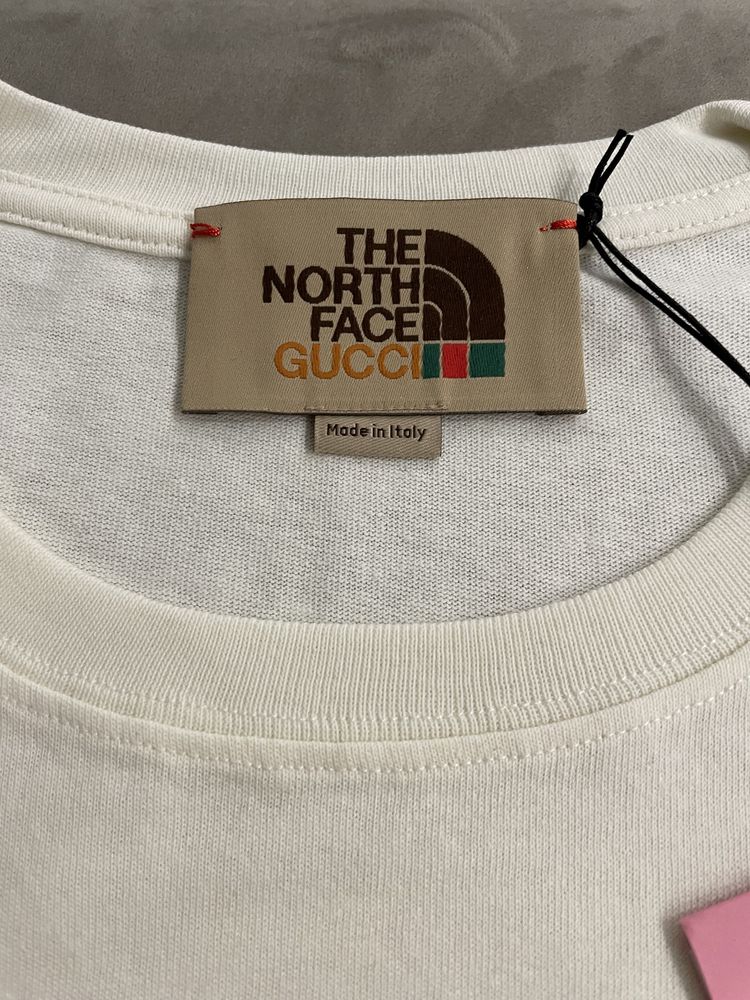 THE
NORTH
FACE
GUCCI
Made in Italy